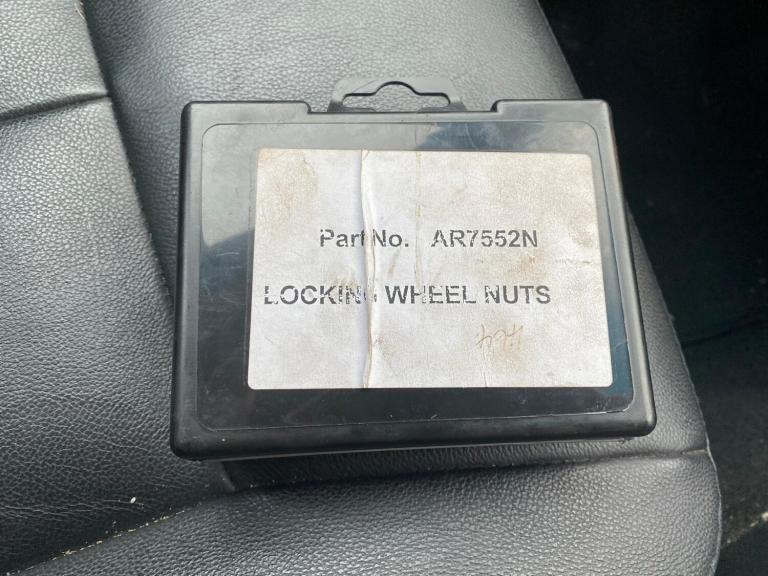 Part No. AR7552N
LOCKING WHEEL NUTS